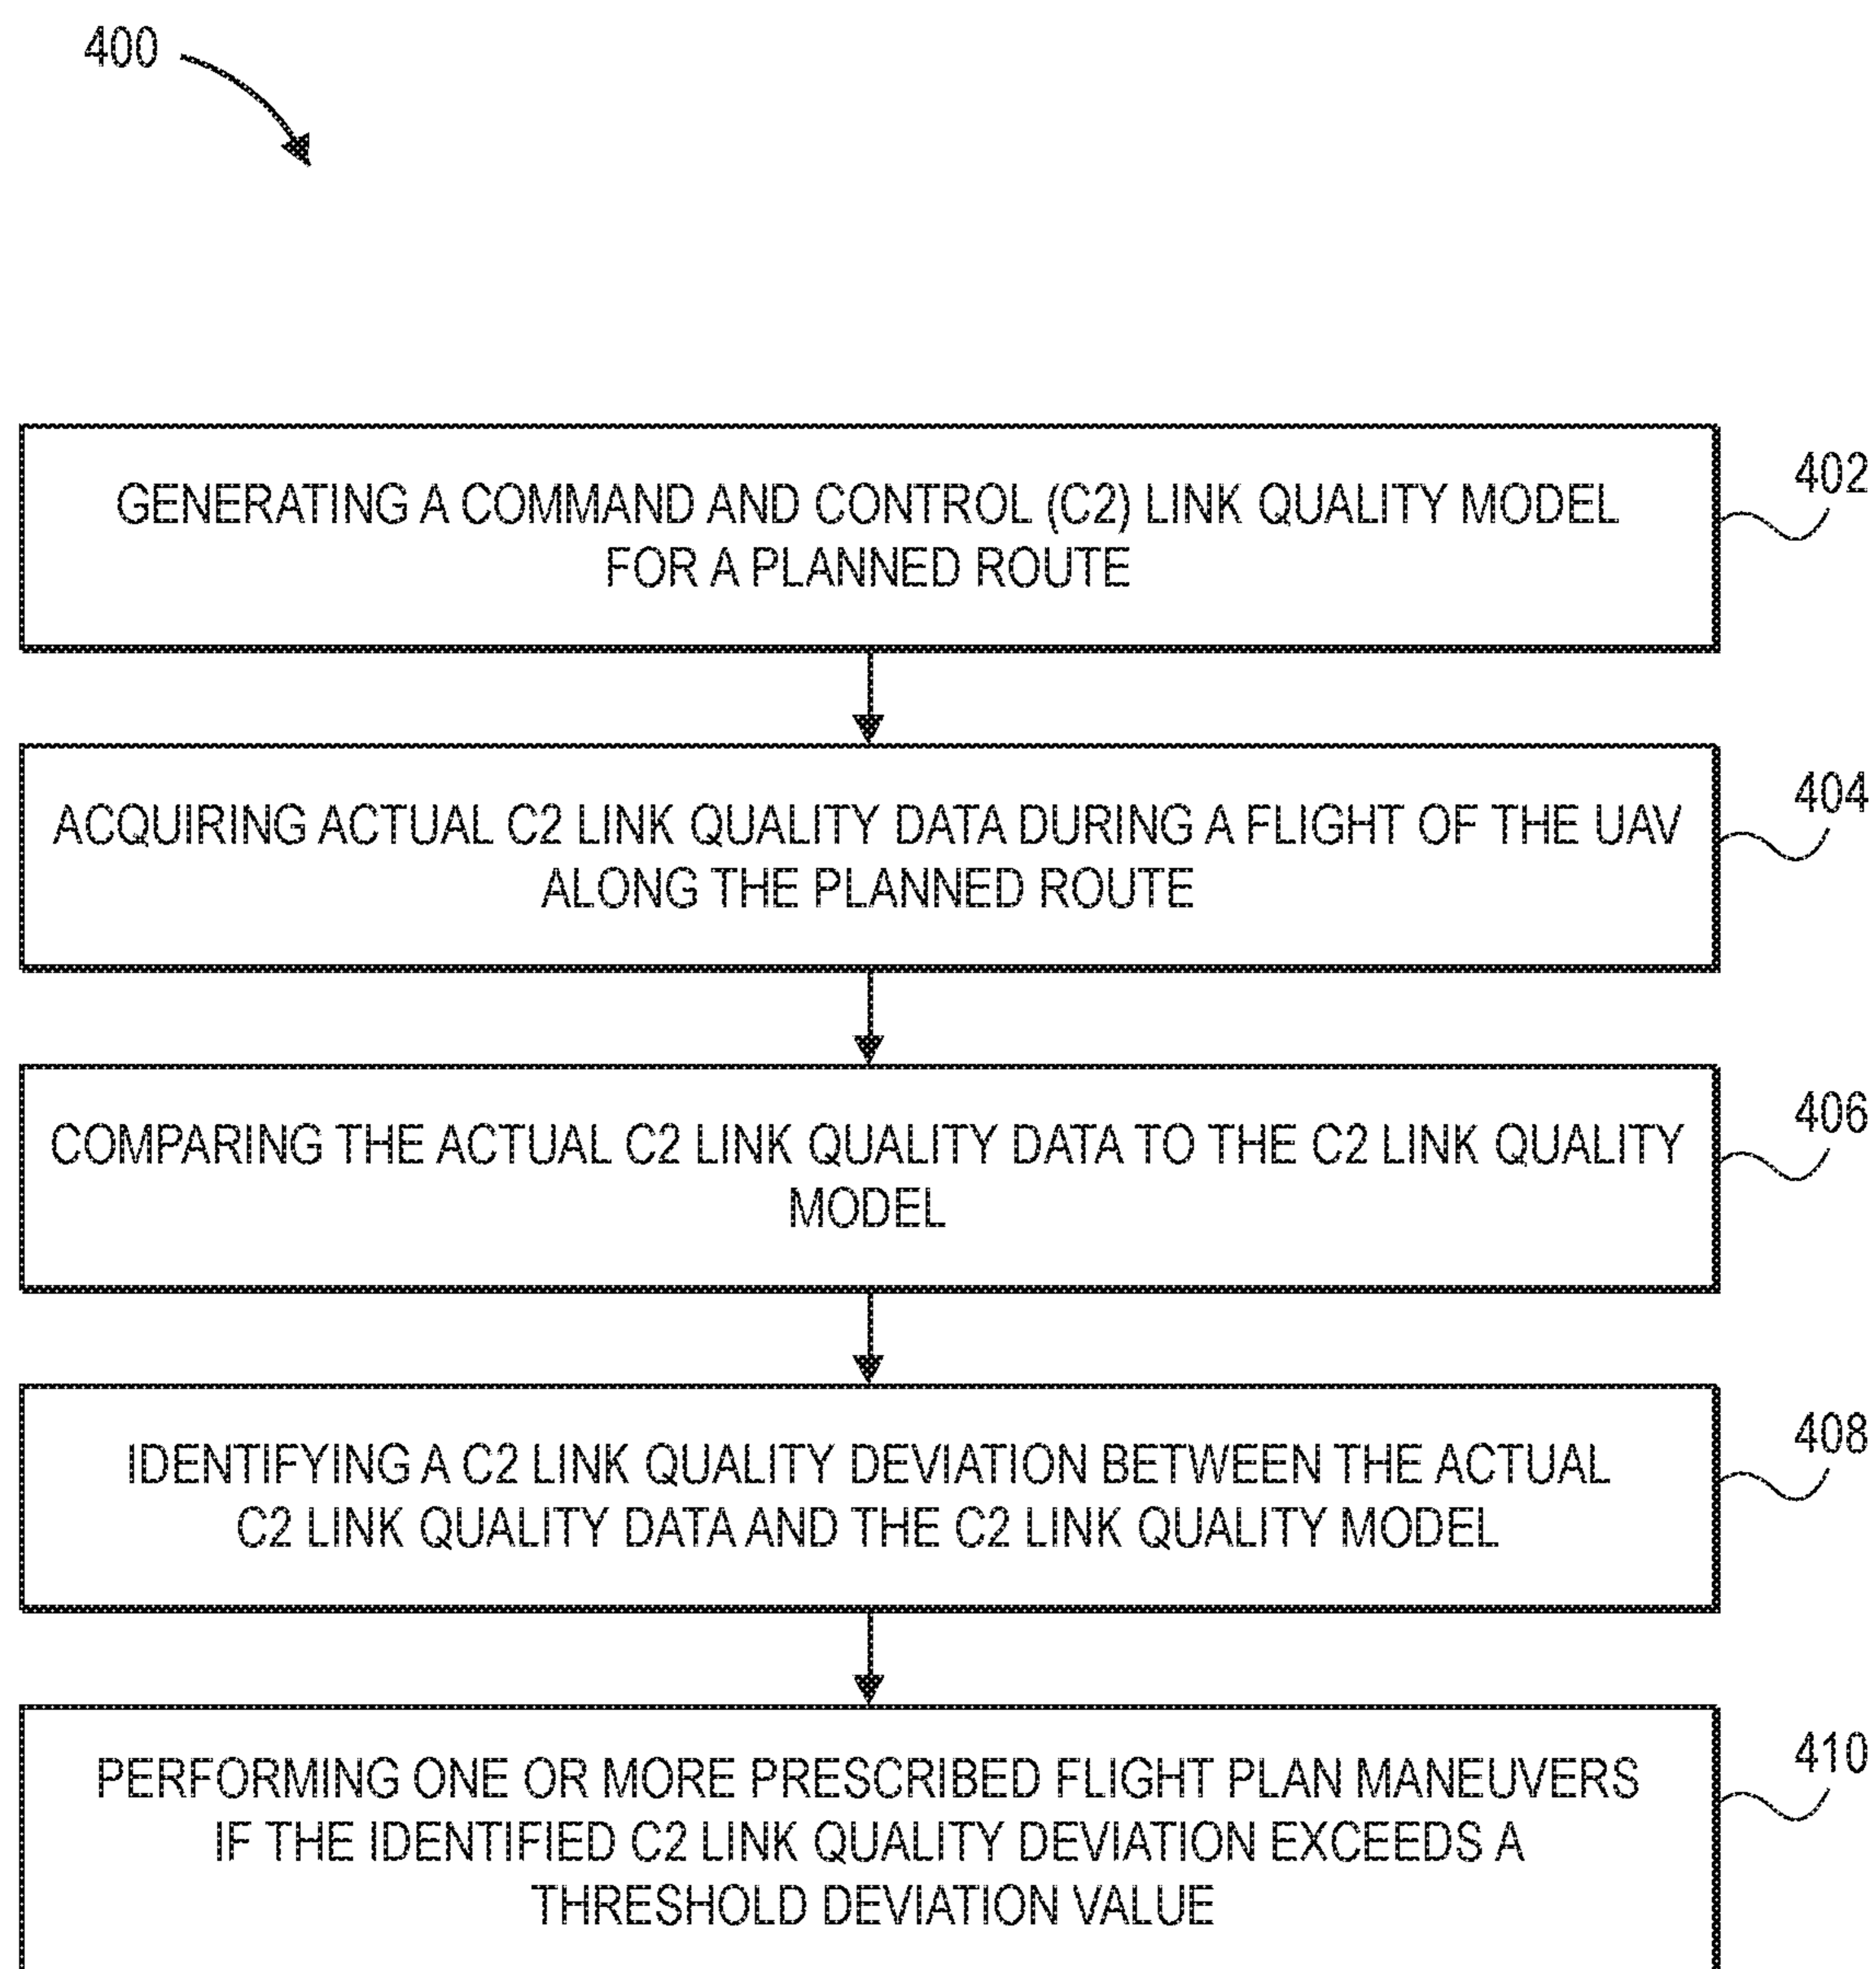 400
GENERATING A COMMAND AND CONTROL (C2) LINK QUALITY MODEL
FOR A PLANNED ROUTE
402
ACQUIRING ACTUAL C2 LINK QUALITY DATA DURING A FLIGHT OF THE UAV
ALONG THE PLANNED ROUTE
404
COMPARING THE ACTUAL C2 LINK QUALITY DATA TO THE C2 LINK QUALITY
MODEL
406
IDENTIFYING A C2 LINK QUALITY DEVIATION BETWEEN THE ACTUAL
C2 LINK QUALITY DATA AND THE C2 LINK QUALITY MODEL
408
PERFORMING ONE OR MORE PRESCRIBED FLIGHT PLAN MANEUVERS
IF THE IDENTIFIED C2 LINK QUALITY DEVIATION EXCEEDS A
THRESHOLD DEVIATION VALUE
410